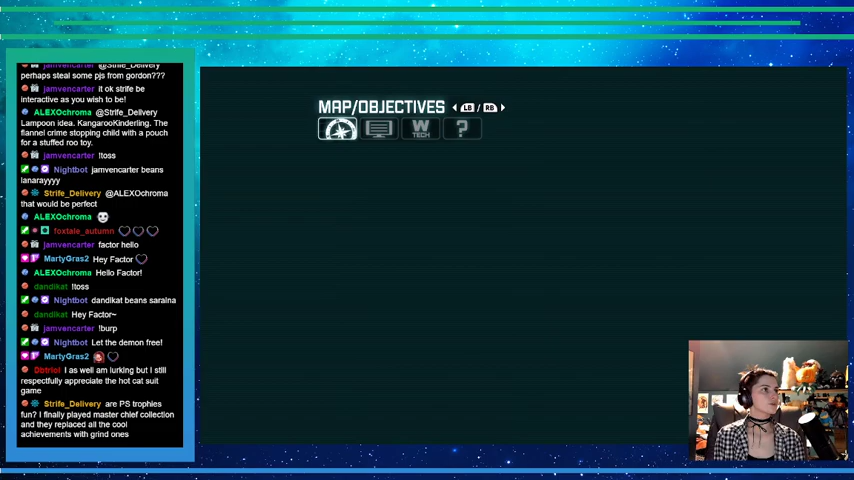 jamvencarter @Strife_Delivery
perhaps steal some pjs from gordon???
jamvencarter it ok strife be
interactive as you wish to be!
ALEXOchroma @Strife_Delivery
Lampoon idea. KangarooKinderling. The
flannel crime stopping child with a pouch
for a stuffed roo toy.
jamvencarter !toss
Nightbot jamvencarter beans
lanarayyyy
Strife_Delivery @ALEXOchroma
that would be perfect
ALEXOchroma
foxtale_autumn
jamvencarter factor hello
MartyGras2 Hey Factor
ALEXOchroma Hello Factor!
dandikat !toss
Nightbot dandikat beans saraina
dandikat Hey Factor~
jamvencarter !burp
Nightbot Let the demon free!
MartyGras2
I as well am lurking but I still
respectfully appreciate the hot cat suit
game
Strife_Delivery are PS trophies
fun? I finally played master chief collection
and they replaced all the cool
achievements with grind ones
MAP/OBJECTIVES LB / RB
W TECH ?